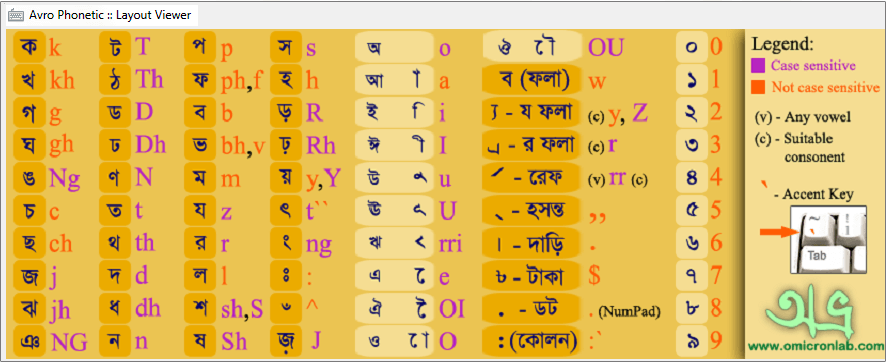 Avro Phonetic :: Layout Viewer
ক k ট T প p স s অ o ঔ ৌ OU ০ 0
খ kh ঠ Th ফ ph,f হ h আ া a ব (ফলা) w ১ 1
গ g ড D ব b ড় R ই ি i ্য - য ফলা (c) y, Z ২ 2
ঘ gh ঢ Dh ভ bh,v ঢ় Rh ঈ ী I ্র - র ফলা (c) r ৩ 3
ঙ Ng ণ N ম m য় y,Y উ ু u র্ - রেফ (v) rr (c) ৪ 4
চ c ত t য z ৎ t`` ঊ ূ U ্ - হসন্ত ,, ৫ 5
ছ ch থ th র r ং ng ঋ ৃ rri । - দাড়ি . ৬ 6
জ j দ d ল l ঃ : এ ে e ৳ - টাকা $ ৭ 7
ঝ jh ধ dh শ sh,S ঁ ^ ঐ ৈ OI . - ডট . (NumPad) ৮ 8
ঞ NG ন n ষ Sh জ় J ও ো O : (কোলন) :` ৯ 9
Legend:
Case sensitive
Not case sensitive
(v) - Any vowel
(c) - Suitable
consonent
` - Accent Key
~
`
Tab
অভ্র
www.omicronlab.com